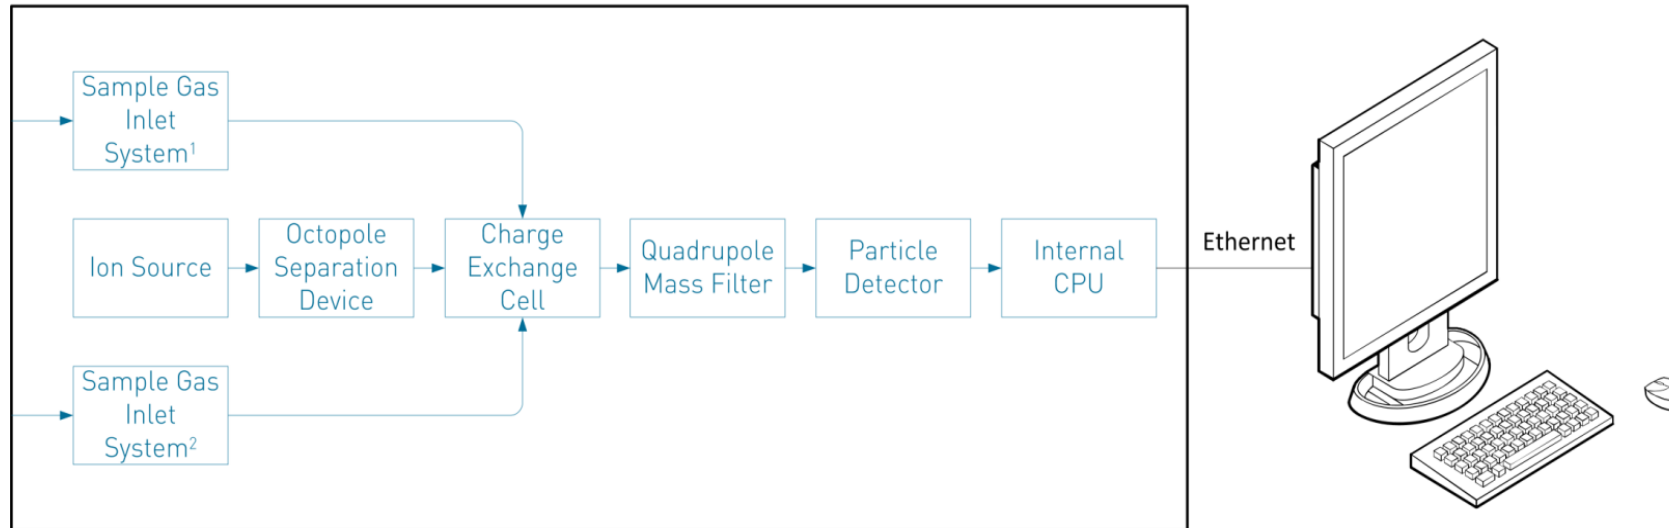 Sample Gas
Inlet
System¹
Ion Source
Octopole
Separation
Device
Charge
Exchange
Cell
Quadrupole
Mass Filter
Particle
Detector
Internal
CPU
Ethernet
Sample Gas
Inlet
System²